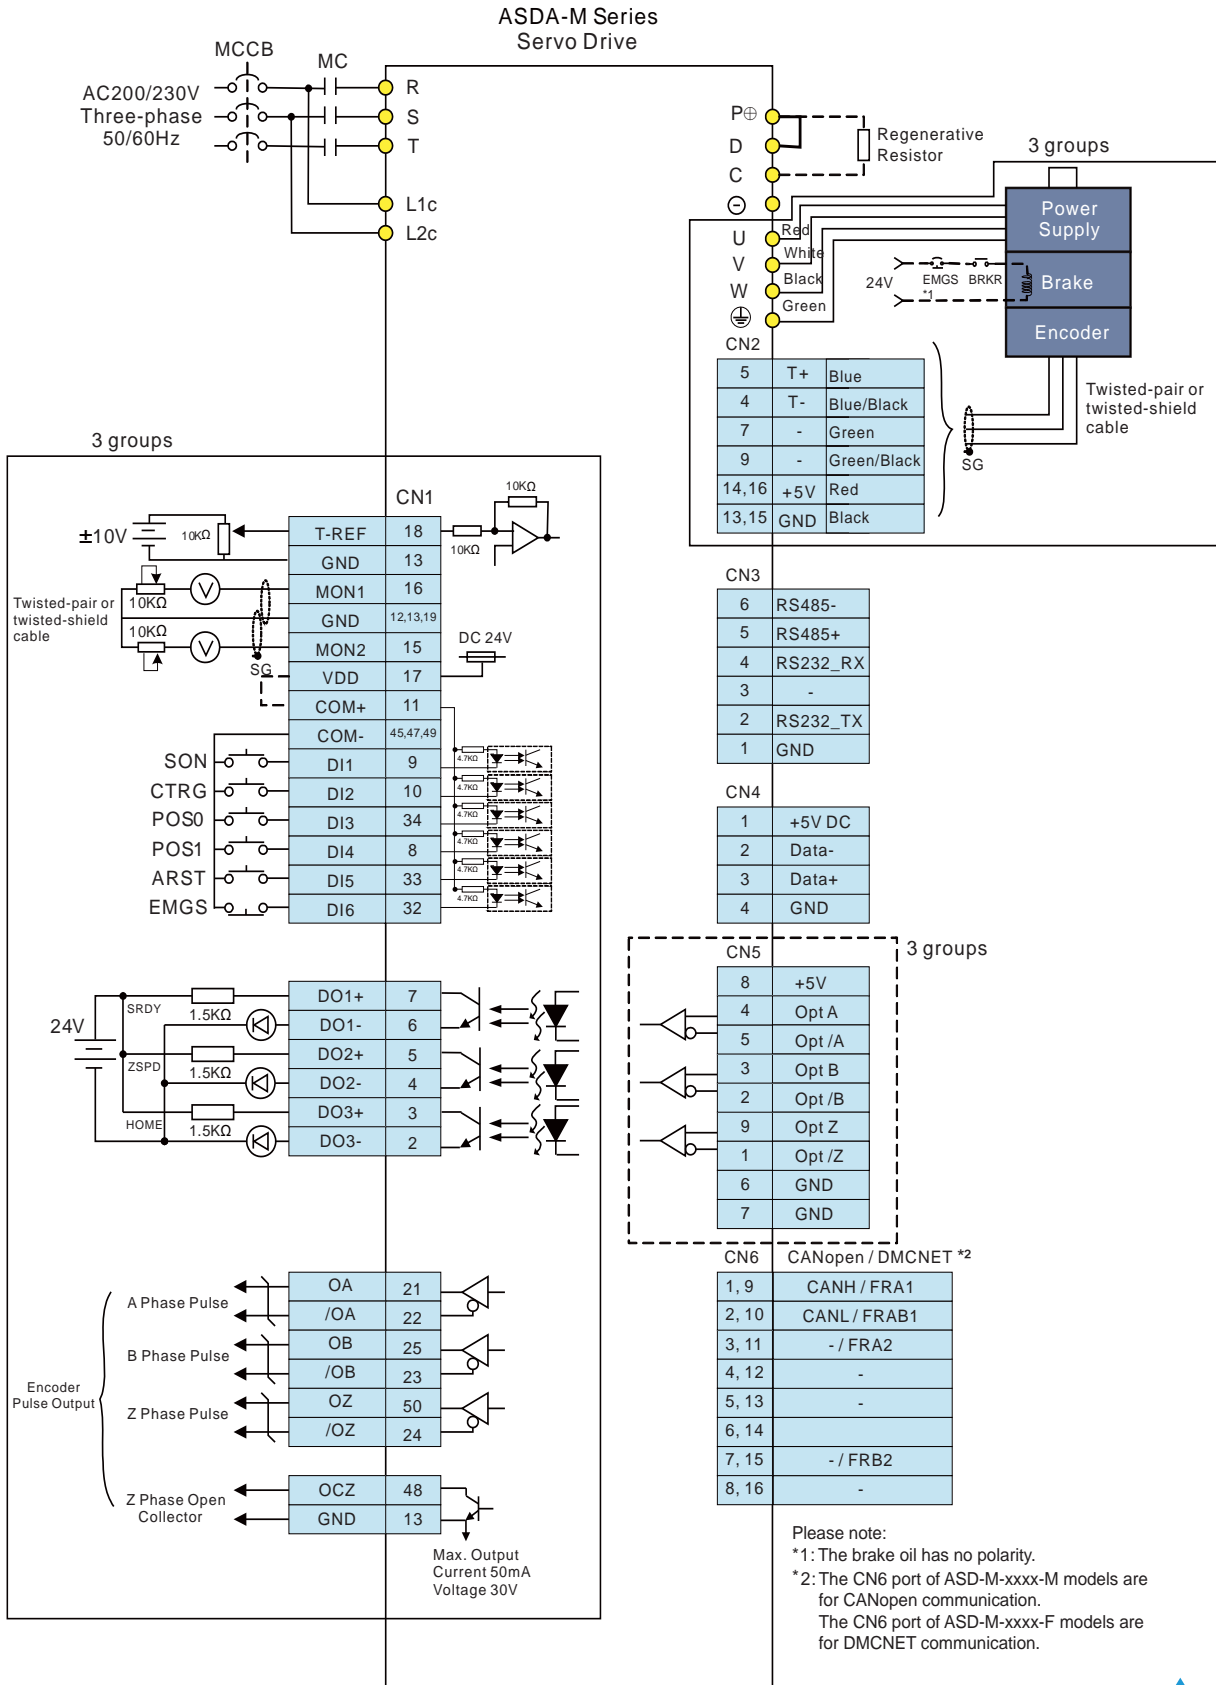 ASDA-M Series
Servo Drive
MCCB
MC
AC200/230V
Three-phase
50/60Hz
R
S
T
L1c
L2c
P⊕
D
C
⊖
U
V
W
Regenerative
Resistor
3 groups
Red
White
Black
Green
Power
Supply
Brake
Encoder
24V
EMGS
*1
BRKR
CN2
5 T+ Blue
4 T- Blue/Black
7 - Green
9 - Green/Black
14,16 +5V Red
13,15 GND Black
SG
Twisted-pair or
twisted-shield
cable
3 groups
CN1
±10V
10KΩ
T-REF 18
10KΩ
10KΩ
GND 13
MON1 16
V
10KΩ
Twisted-pair or
twisted-shield
cable
GND 12,13,19
10KΩ
V
MON2 15
SG
DC 24V
VDD 17
COM+ 11
COM- 45,47,49
SON DI1 9 4.7KΩ
CTRG DI2 10 4.7KΩ
POS0 DI3 34 4.7KΩ
POS1 DI4 8 4.7KΩ
ARST DI5 33 4.7KΩ
EMGS DI6 32 4.7KΩ
24V
SRDY
1.5KΩ
DO1+ 7
DO1- 6
ZSPD
1.5KΩ
DO2+ 5
DO2- 4
HOME
1.5KΩ
DO3+ 3
DO3- 2
Encoder
Pulse Output
A Phase Pulse
OA 21
/OA 22
B Phase Pulse
OB 25
/OB 23
Z Phase Pulse
OZ 50
/OZ 24
Z Phase Open
Collector
OCZ 48
GND 13
Max. Output
Current 50mA
Voltage 30V
CN3
6 RS485-
5 RS485+
4 RS232_RX
3 -
2 RS232_TX
1 GND
CN4
1 +5V DC
2 Data-
3 Data+
4 GND
CN5
3 groups
8 +5V
4 Opt A
5 Opt /A
3 Opt B
2 Opt /B
9 Opt Z
1 Opt /Z
6 GND
7 GND
CN6 CANopen / DMCNET *2
1, 9 CANH / FRA1
2, 10 CANL / FRAB1
3, 11 - / FRA2
4, 12 -
5, 13 -
6, 14
7, 15 - / FRB2
8, 16 -
Please note:
*1: The brake oil has no polarity.
*2: The CN6 port of ASD-M-xxxx-M models are
for CANopen communication.
The CN6 port of ASD-M-xxxx-F models are
for DMCNET communication.